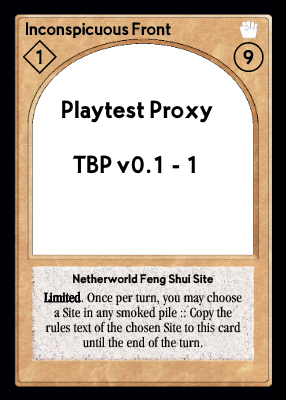 Inconspicuous Front
1
9
Playtest Proxy
TBP v0.1 - 1
Netherworld Feng Shui Site
Limited. Once per turn, you may choose
a Site in any smoked pile :: Copy the
rules text of the chosen Site to this card
until the end of the turn.